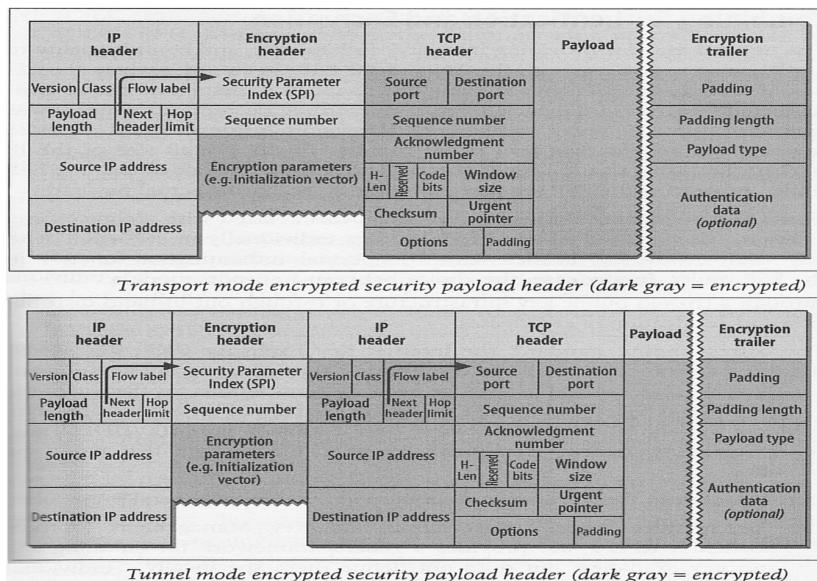 IP header
Encryption header
TCP header
Payload
Encryption trailer
Version
Class
Flow label
Security Parameter Index (SPI)
Source port
Destination port
Padding
Payload length
Next header
Hop limit
Sequence number
Sequence number
Padding length
Source IP address
Encryption parameters (e.g. Initialization vector)
Acknowledgment number
Payload type
H-Len
Reserved
Code bits
Window size
Authentication data (optional)
Destination IP address
Checksum
Urgent pointer
Options
Padding
Transport mode encrypted security payload header (dark gray = encrypted)
IP header
Encryption header
IP header
TCP header
Payload
Encryption trailer
Version
Class
Flow label
Security Parameter Index (SPI)
Version
Class
Flow label
Source port
Destination port
Padding
Payload length
Next header
Hop limit
Sequence number
Payload length
Next header
Hop limit
Sequence number
Padding length
Source IP address
Encryption parameters (e.g. Initialization vector)
Source IP address
Acknowledgment number
Payload type
H-Len
Reserved
Code bits
Window size
Authentication data (optional)
Destination IP address
Destination IP address
Checksum
Urgent pointer
Options
Padding
Tunnel mode encrypted security payload header (dark gray = encrypted)